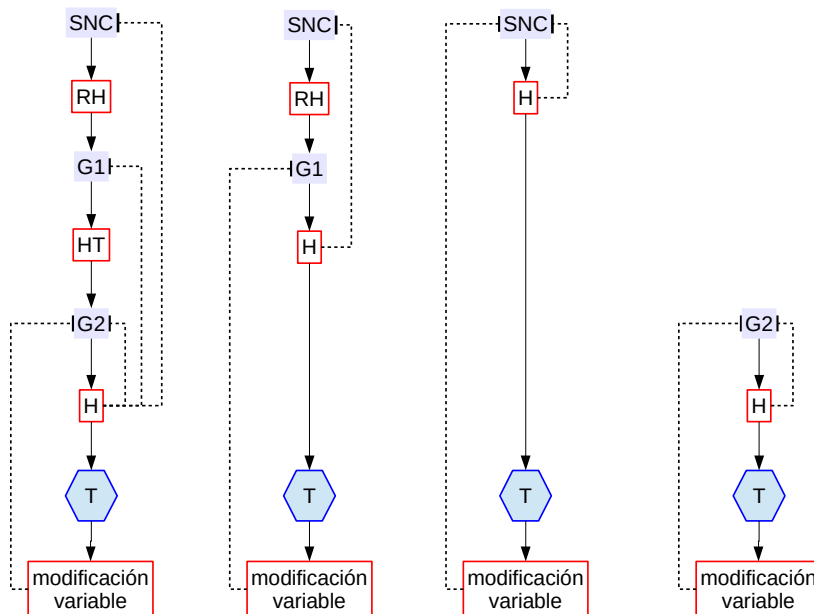 SNC
RH
G1
HT
G2
H
T
modificación
variable
SNC
RH
G1
H
T
modificación
variable
SNC
H
T
modificación
variable
G2
H
T
modificación
variable